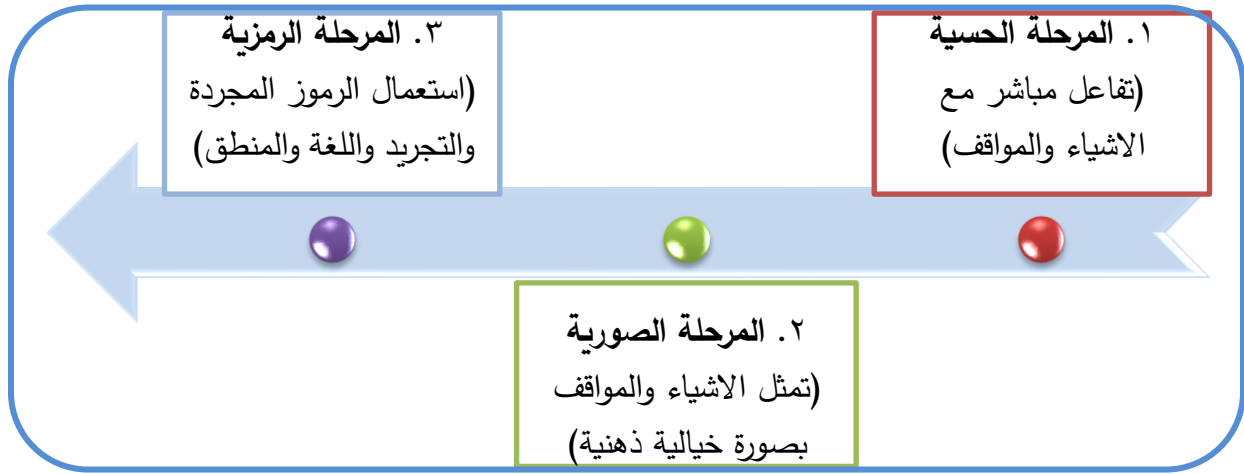 ١. المرحلة الحسية
(تفاعل مباشر مع
الاشياء والمواقف)
٢. المرحلة الصورية
(تمثل الاشياء والمواقف
بصورة خيالية ذهنية)
٣. المرحلة الرمزية
(استعمال الرموز المجردة
والتجريد واللغة والمنطق)